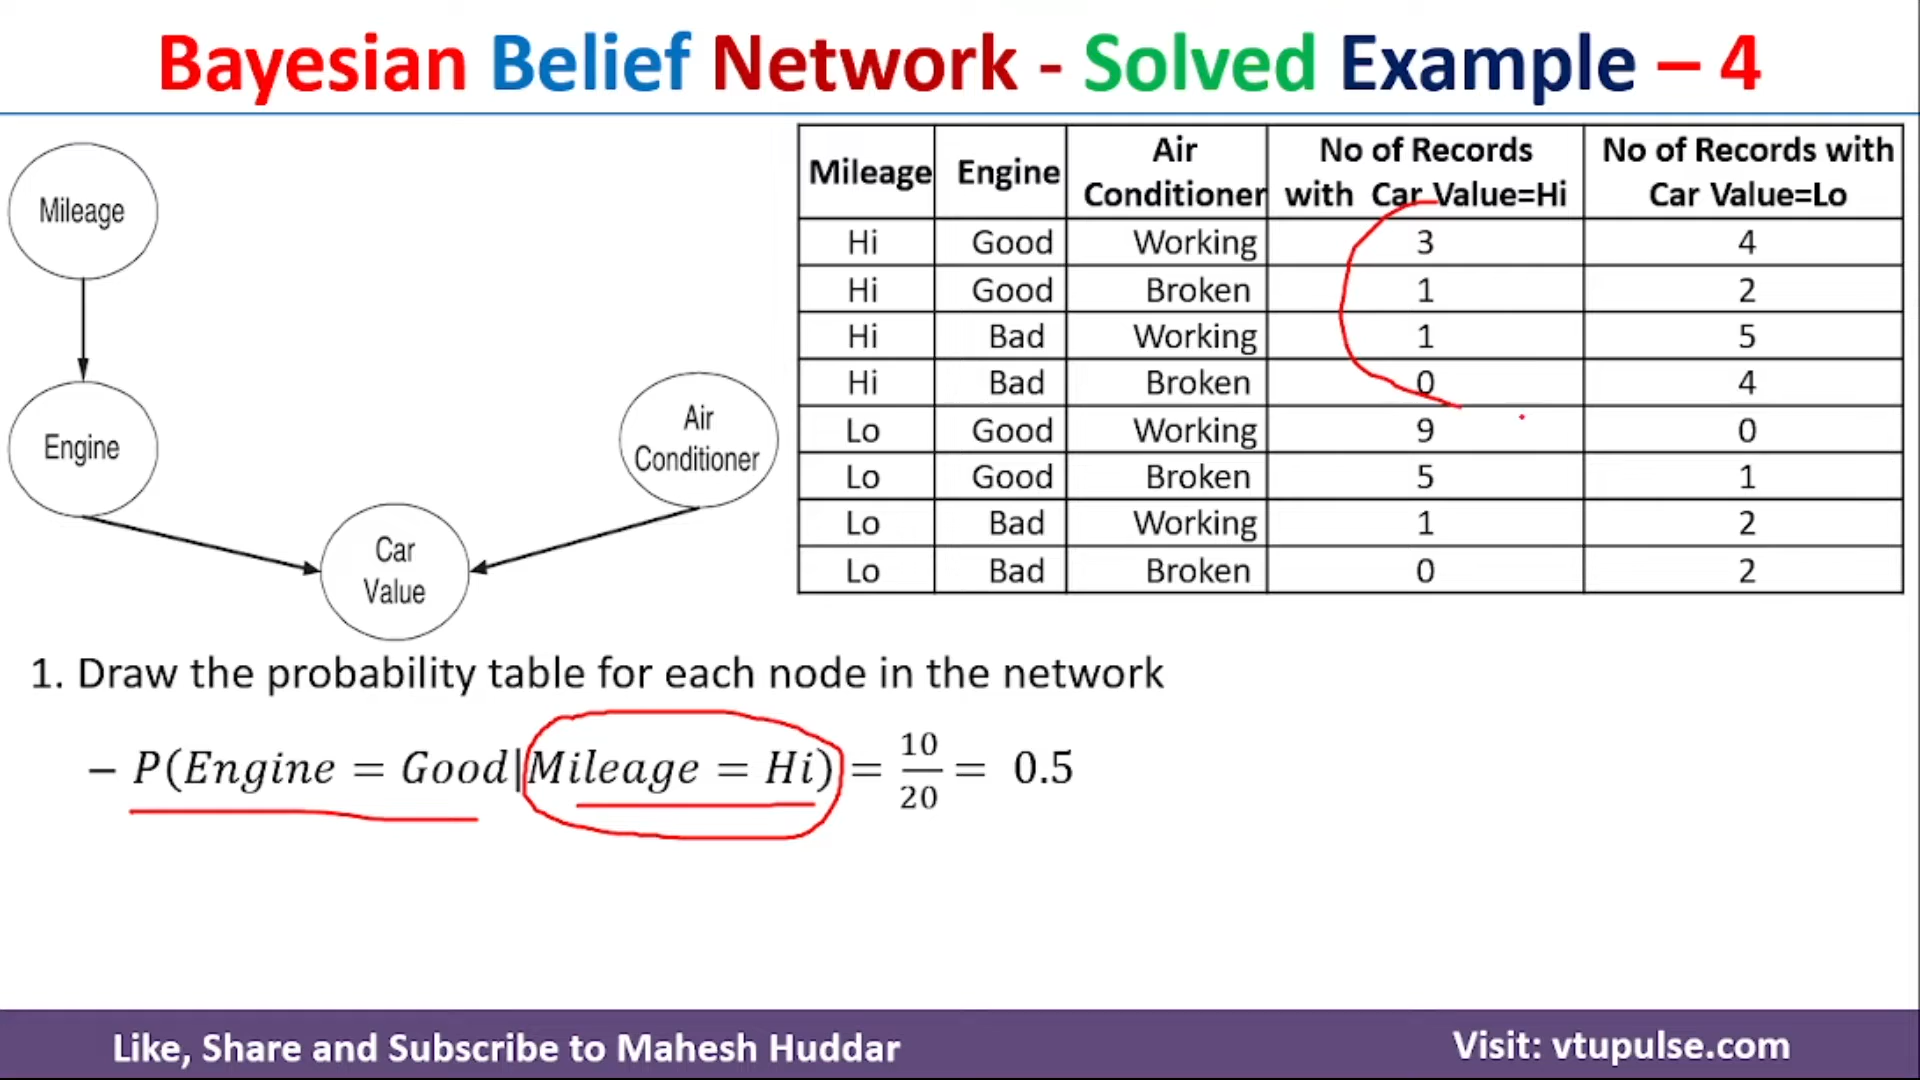 Bayesian Belief Network - Solved Example – 4
Mileage
Engine
Air
Conditioner
Car
Value
Mileage Engine Air Conditioner No of Records with Car Value=Hi No of Records with Car Value=Lo
Hi Good Working 3 4
Hi Good Broken 1 2
Hi Bad Working 1 5
Hi Bad Broken 0 4
Lo Good Working 9 0
Lo Good Broken 5 1
Lo Bad Working 1 2
Lo Bad Broken 0 2
1. Draw the probability table for each node in the network
– P(Engine = Good|Mileage = Hi) = 10/20 = 0.5
Like, Share and Subscribe to Mahesh Huddar
Visit: vtupulse.com